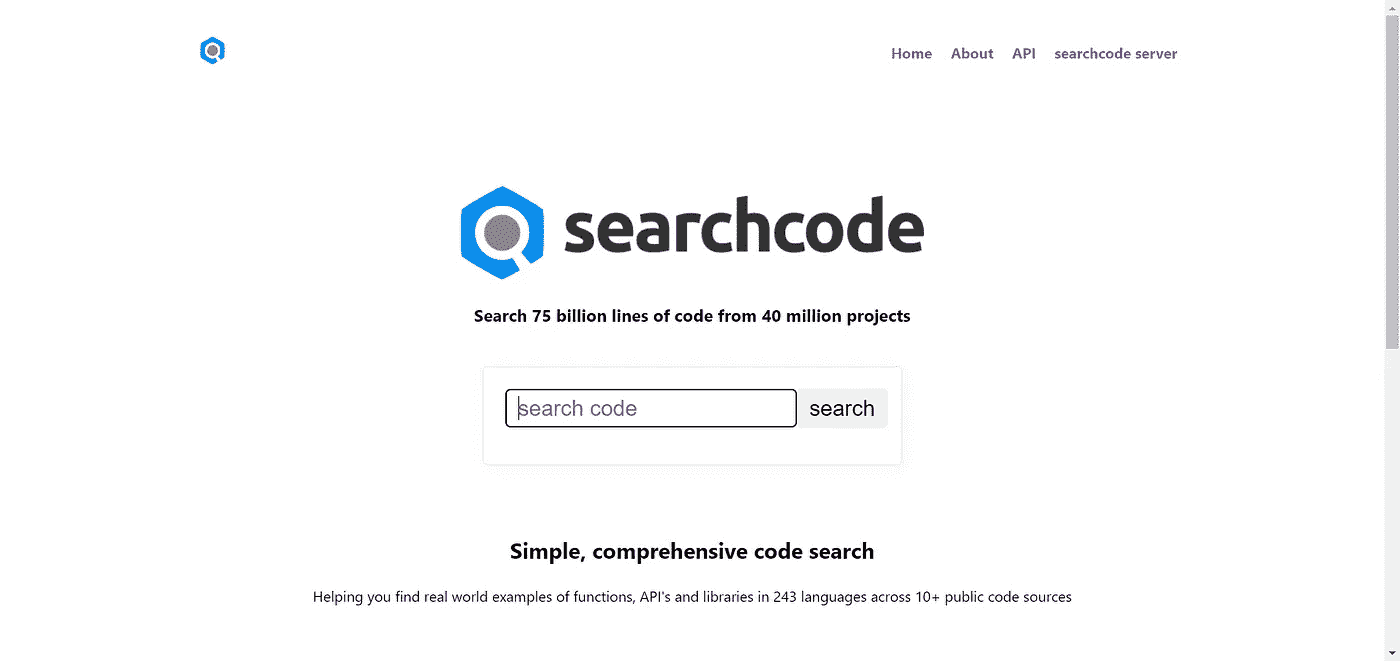 Home About API searchcode server
searchcode
Search 75 billion lines of code from 40 million projects
search code search
Simple, comprehensive code search
Helping you find real world examples of functions, API's and libraries in 243 languages across 10+ public code sources